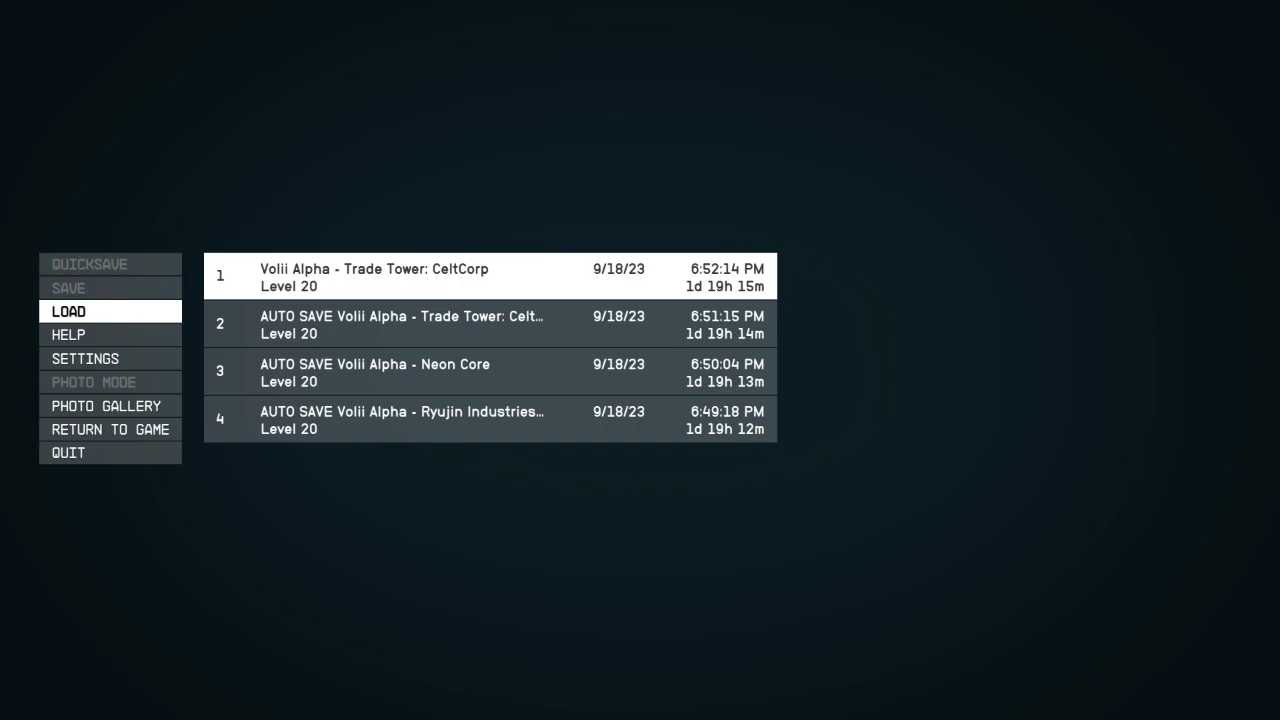 QUICKSAVE
SAVE
LOAD
HELP
SETTINGS
PHOTO MODE
PHOTO GALLERY
RETURN TO GAME
QUIT
1 Volii Alpha - Trade Tower: CeltCorp 9/18/23 6:52:14 PM
Level 20 1d 19h 15m
2 AUTO SAVE Volii Alpha - Trade Tower: Celt... 9/18/23 6:51:15 PM
Level 20 1d 19h 14m
3 AUTO SAVE Volii Alpha - Neon Core 9/18/23 6:50:04 PM
Level 20 1d 19h 13m
4 AUTO SAVE Volii Alpha - Ryujin Industries... 9/18/23 6:49:18 PM
Level 20 1d 19h 12m